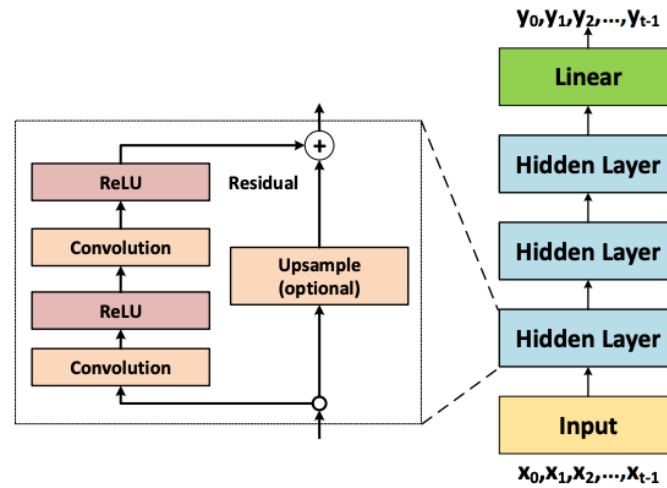 y0,y1,y2,...,yt-1
Linear
Hidden Layer
Hidden Layer
Hidden Layer
Input
x0,x1,x2,...,xt-1
ReLU
Residual
Convolution
Upsample
(optional)
ReLU
Convolution